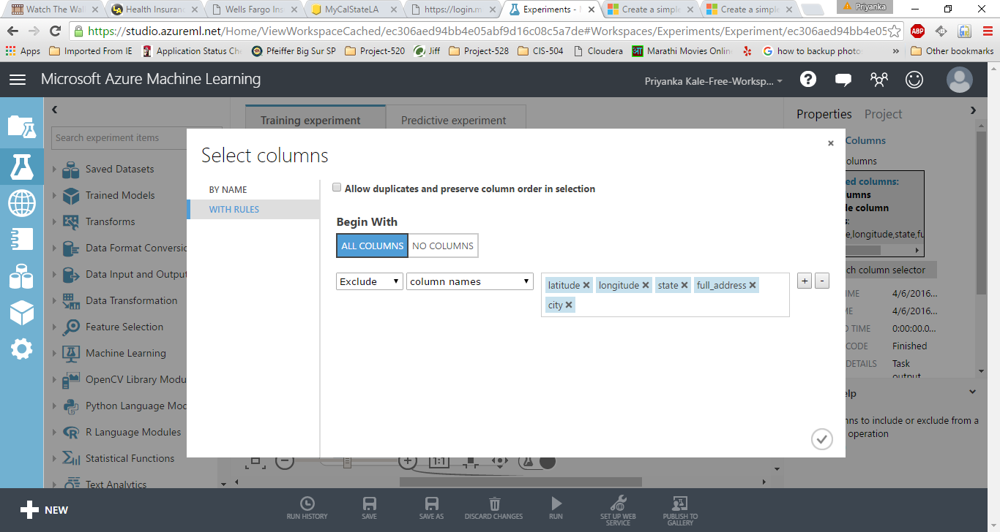 Watch The Wal
Health Insuranc
Wells Fargo Ins
MyCalStateLA
https://login.m
Experiments -
Create a simple
Create a simple
Priyanka
https://studio.azureml.net/Home/ViewWorkspaceCached/ec306aed94bb4e05abf9d16c08c5a7de#Workspaces/Experiments/Experiment/ec306aed94bb4e05
ABP
Apps
Imported From IE
Application Status Ch
Pfeiffer Big Sur SP
Project-520
Jiff
Project-528
CIS-504
Cloudera
Marathi Movies Onlin
how to backup photo
»
Other bookmarks
Microsoft Azure Machine Learning
Priyanka Kale-Free-Worksp...
Training experiment
Predictive experiment
Properties
Project
Search experiment items
Saved Datasets
Trained Models
Transforms
Data Format Conversio
Data Input and Output
Data Transformation
Feature Selection
Machine Learning
OpenCV Library Modu
Python Language Mod
R Language Modules
Statistical Functions
Text Analytics
Select columns
BY NAME
WITH RULES
Allow duplicates and preserve column order in selection
Begin With
ALL COLUMNS
NO COLUMNS
Exclude
column names
latitude
longitude
state
full_address
city
+
-
Columns
olumns
ed columns:
lumns
le column
s:
e,longitude,state,fu
ch column selector
IME
4/6/2016...
ME
4/6/2016...
D TIME
0:00:00.0...
CODE
Finished
DETAILS
Task
output
elp
nns to include or exclude from a
operation
1:1
NEW
RUN HISTORY
SAVE
SAVE AS
DISCARD CHANGES
RUN
SET UP WEB
SERVICE
PUBLISH TO
GALLERY